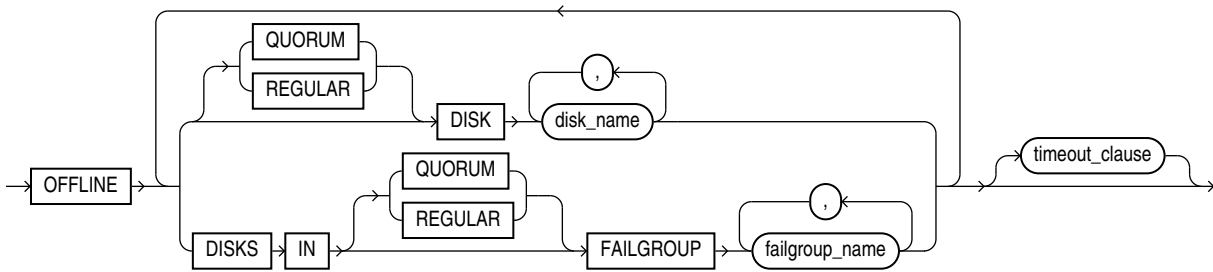 QUORUM
REGULAR
,
DISK
disk_name
OFFLINE
timeout_clause
QUORUM
REGULAR
,
DISKS
IN
FAILGROUP
failgroup_name